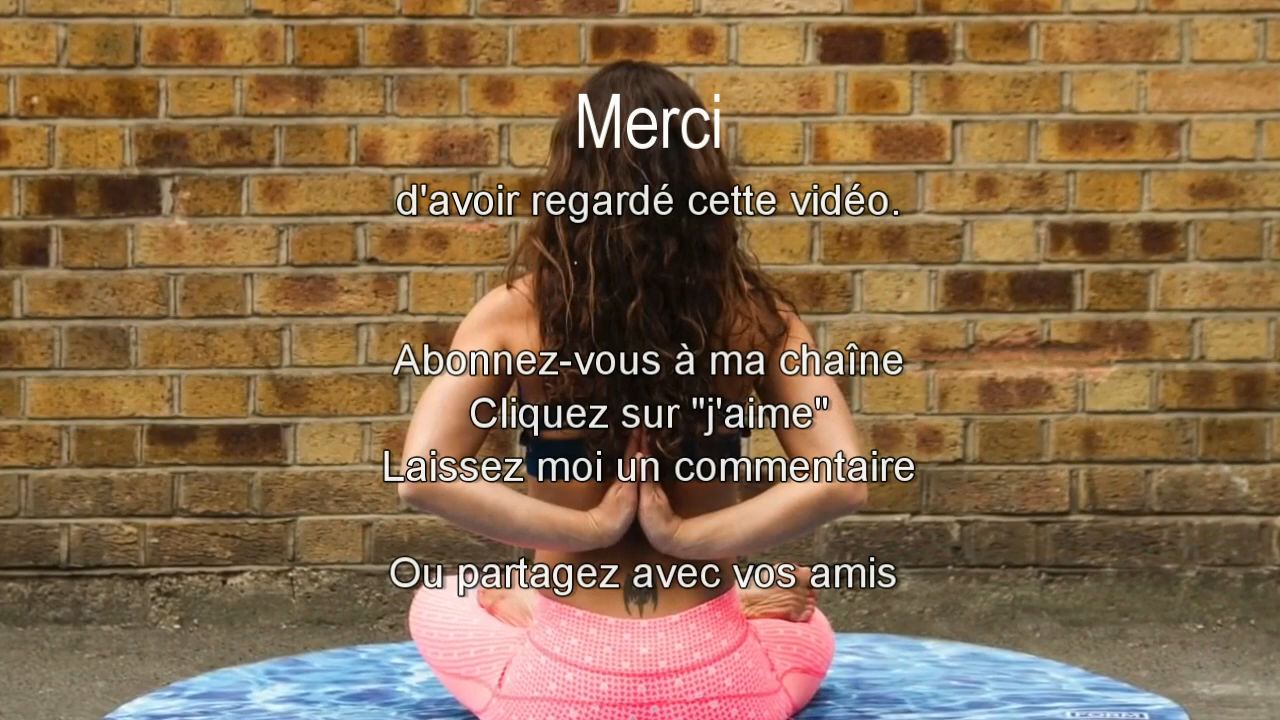 Merci
d'avoir regardé cette vidéo.
Abonnez-vous à ma chaîne
Cliquez sur "j'aime"
Laissez moi un commentaire
Ou partagez avec vos amis